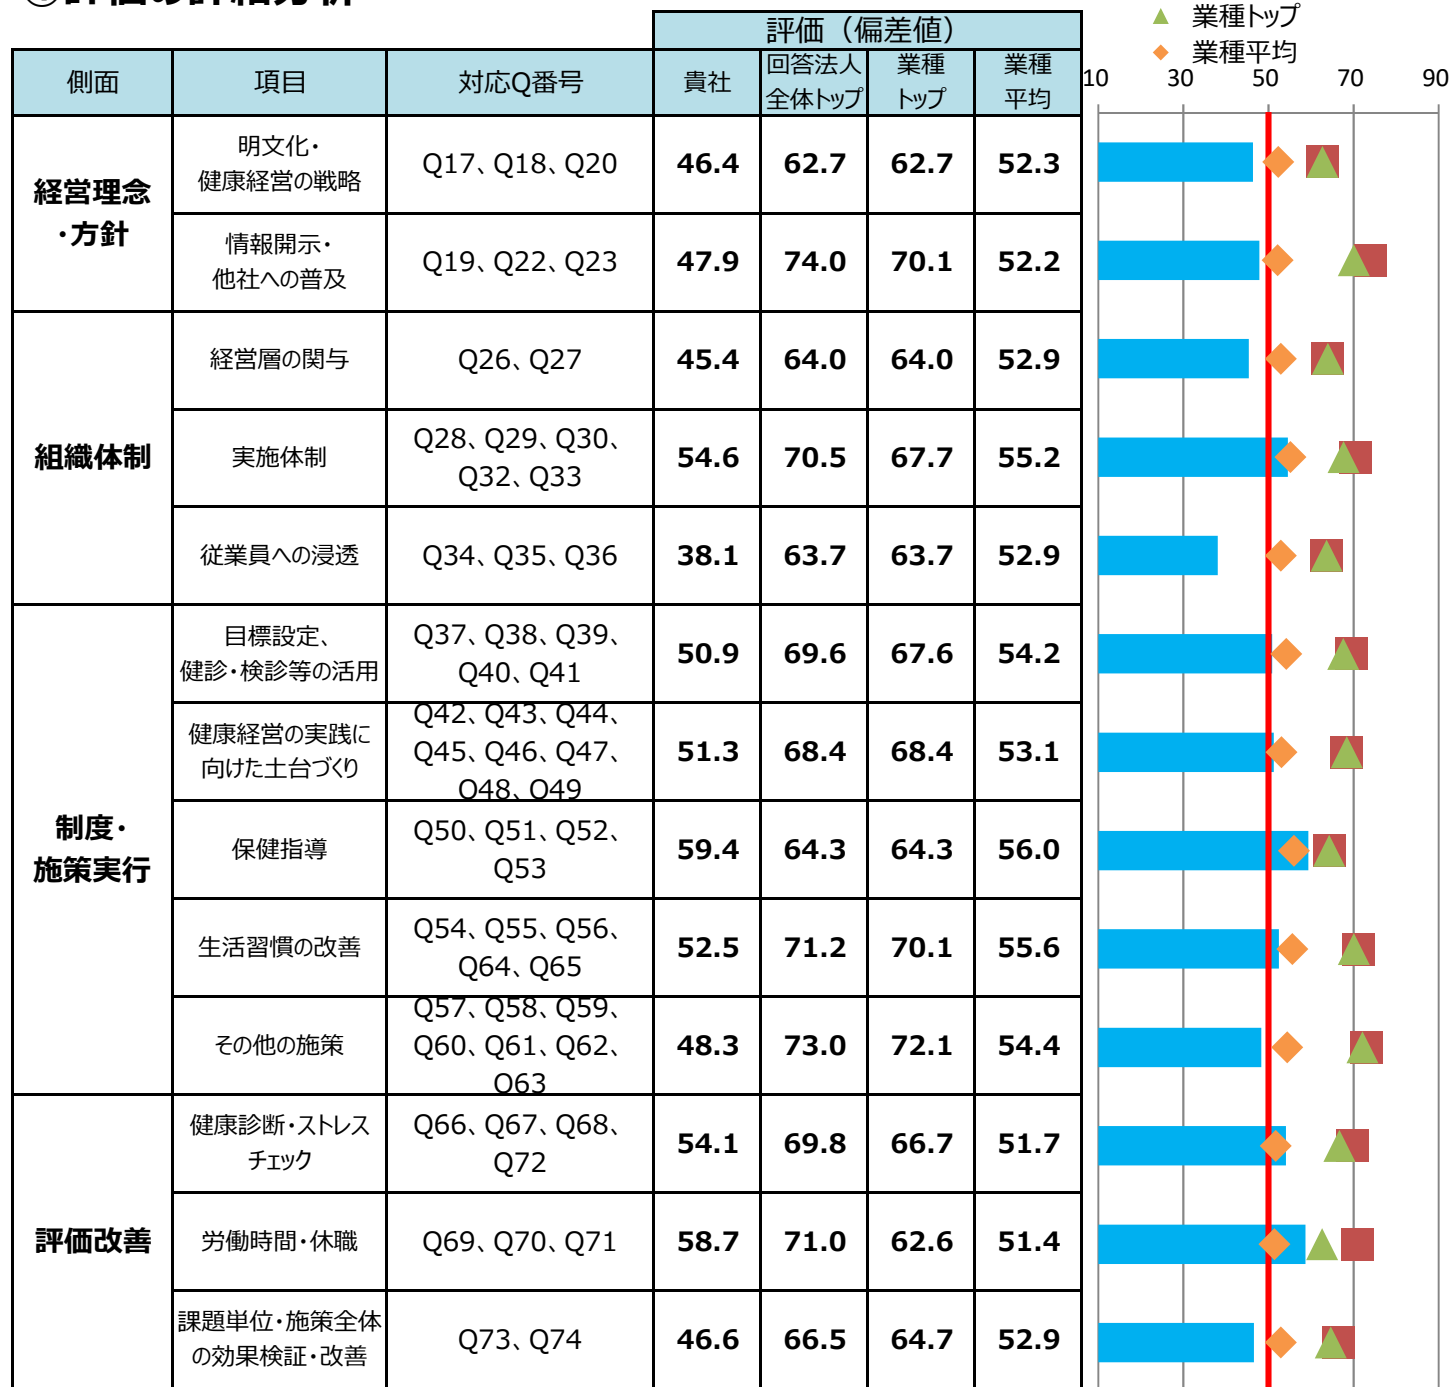 ①評価の詳細分析
▲ 業種トップ
◆ 業種平均
評価（偏差値）
側面 項目 対応Q番号 貴社 回答法人全体トップ 業種トップ 業種平均
10 30 50 70 90
経営理念・方針
明文化・健康経営の戦略 Q17、Q18、Q20 46.4 62.7 62.7 52.3
情報開示・他社への普及 Q19、Q22、Q23 47.9 74.0 70.1 52.2
組織体制
経営層の関与 Q26、Q27 45.4 64.0 64.0 52.9
実施体制 Q28、Q29、Q30、Q32、Q33 54.6 70.5 67.7 55.2
従業員への浸透 Q34、Q35、Q36 38.1 63.7 63.7 52.9
制度・施策実行
目標設定、健診・検診等の活用 Q37、Q38、Q39、Q40、Q41 50.9 69.6 67.6 54.2
健康経営の実践に向けた土台づくり Q42、Q43、Q44、Q45、Q46、Q47、Q48、Q49 51.3 68.4 68.4 53.1
保健指導 Q50、Q51、Q52、Q53 59.4 64.3 64.3 56.0
生活習慣の改善 Q54、Q55、Q56、Q64、Q65 52.5 71.2 70.1 55.6
その他の施策 Q57、Q58、Q59、Q60、Q61、Q62、Q63 48.3 73.0 72.1 54.4
評価改善
健康診断・ストレスチェック Q66、Q67、Q68、Q72 54.1 69.8 66.7 51.7
労働時間・休職 Q69、Q70、Q71 58.7 71.0 62.6 51.4
課題単位・施策全体の効果検証・改善 Q73、Q74 46.6 66.5 64.7 52.9